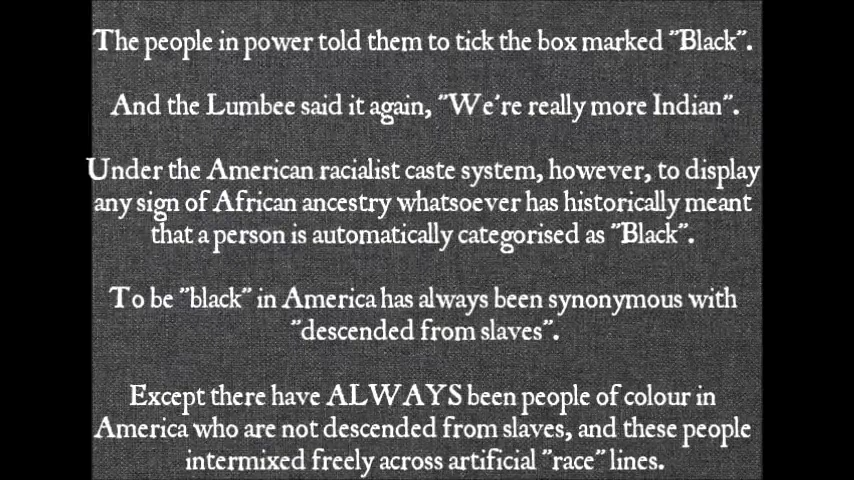 The people in power told them to tick the box marked "Black".
And the Lumbee said it again, "We're really more Indian".
Under the American racialist caste system, however, to display
any sign of African ancestry whatsoever has historically meant
that a person is automatically categorised as "Black".
To be "black" in America has always been synonymous with
"descended from slaves".
Except there have ALWAYS been people of colour in
America who are not descended from slaves, and these people
intermixed freely across artificial "race" lines.